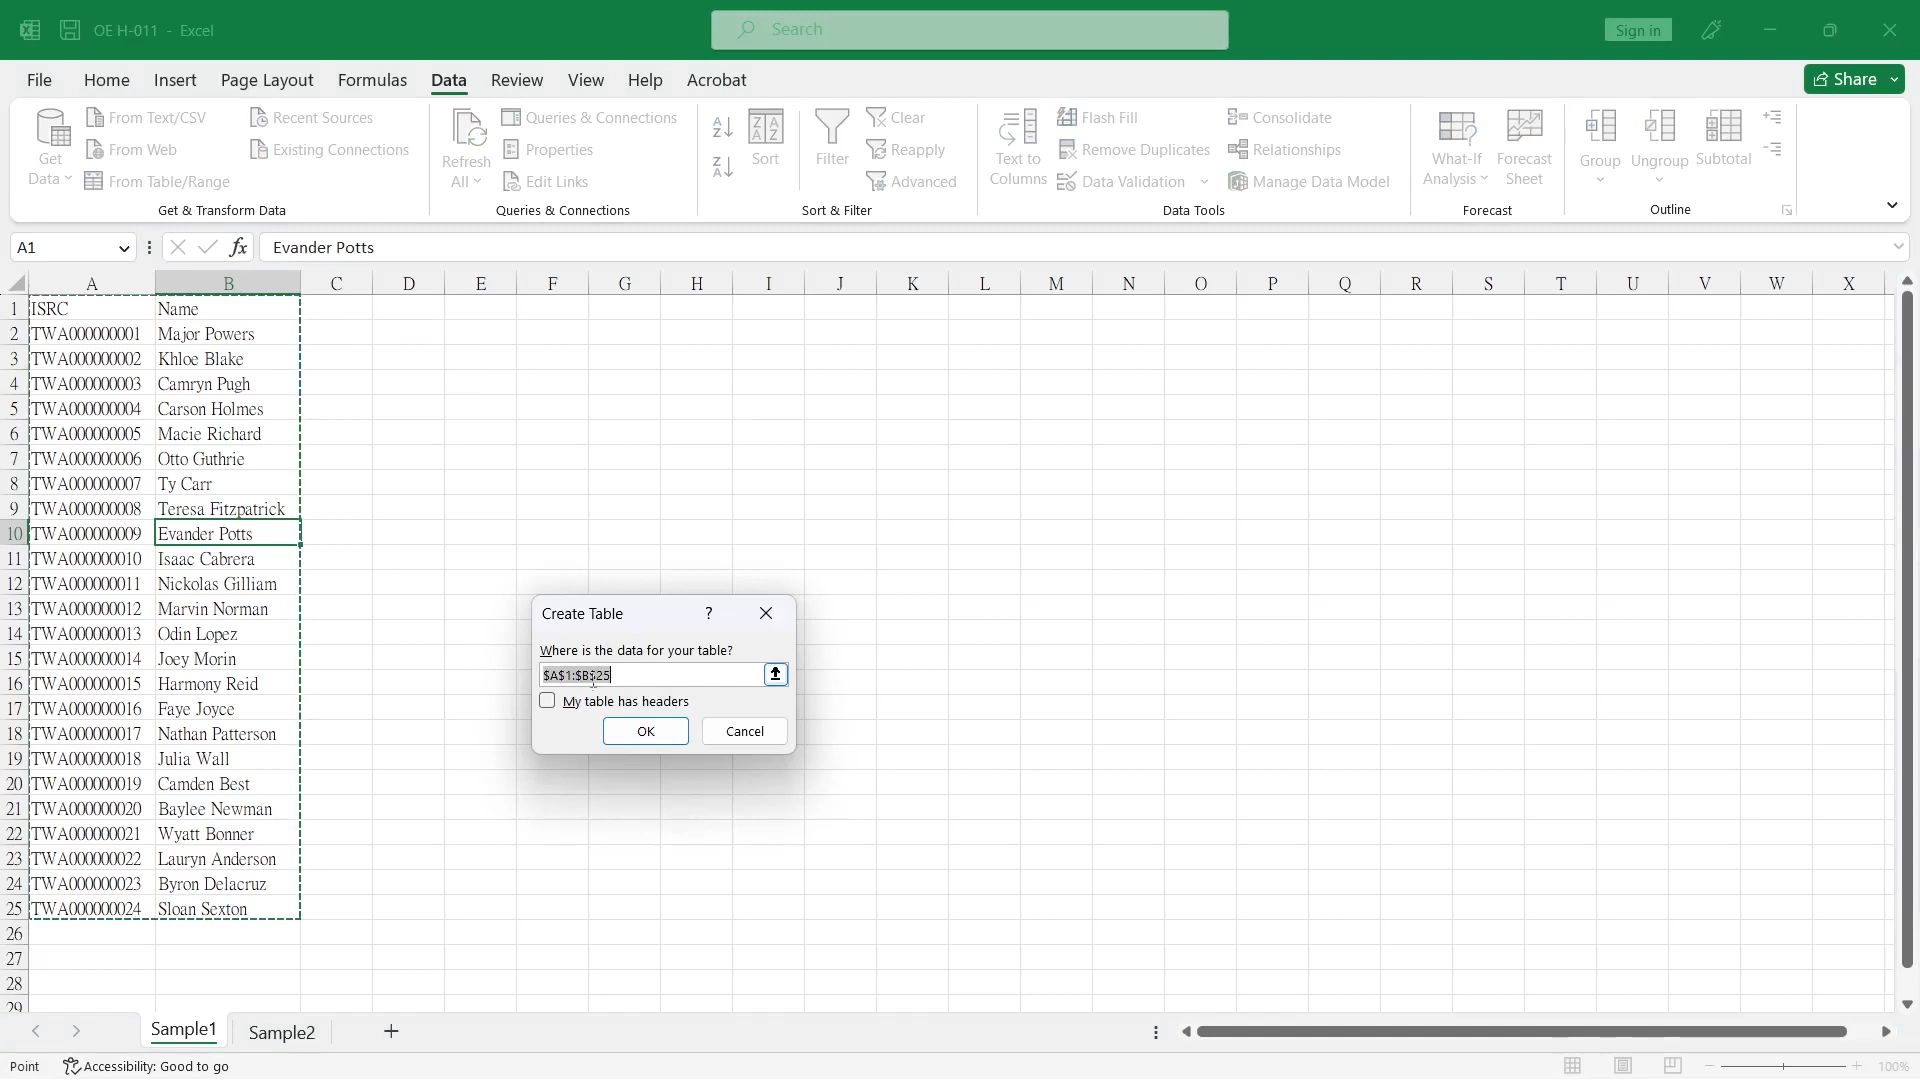 OE H-011 - Excel
Search
Sign in
File Home Insert Page Layout Formulas Data Review View Help Acrobat
Share
Get Data
From Text/CSV
From Web
From Table/Range
Recent Sources
Existing Connections
Get & Transform Data
Refresh All
Queries & Connections
Properties
Edit Links
Queries & Connections
Sort
Filter
Clear
Reapply
Advanced
Sort & Filter
Text to Columns
Flash Fill
Remove Duplicates
Data Validation
Consolidate
Relationships
Manage Data Model
Data Tools
What-If Analysis
Forecast Sheet
Forecast
Group
Ungroup
Subtotal
Outline
A1 fx Evander Potts
A B C D E F G H I J K L M N O P Q R S T U V W X
1 ISRC Name
2 TWA000000001 Major Powers
3 TWA000000002 Khloe Blake
4 TWA000000003 Camryn Pugh
5 TWA000000004 Carson Holmes
6 TWA000000005 Macie Richard
7 TWA000000006 Otto Guthrie
8 TWA000000007 Ty Carr
9 TWA000000008 Teresa Fitzpatrick
10 TWA000000009 Evander Potts
11 TWA000000010 Isaac Cabrera
12 TWA000000011 Nickolas Gilliam
13 TWA000000012 Marvin Norman
14 TWA000000013 Odin Lopez
15 TWA000000014 Joey Morin
16 TWA000000015 Harmony Reid
17 TWA000000016 Faye Joyce
18 TWA000000017 Nathan Patterson
19 TWA000000018 Julia Wall
20 TWA000000019 Camden Best
21 TWA000000020 Baylee Newman
22 TWA000000021 Wyatt Bonner
23 TWA000000022 Lauryn Anderson
24 TWA000000023 Byron Delacruz
25 TWA000000024 Sloan Sexton
26
27
28
29
Create Table ?
Where is the data for your table?
$A$1:$B$25
My table has headers
OK Cancel
Sample1 Sample2
Point Accessibility: Good to go 100%